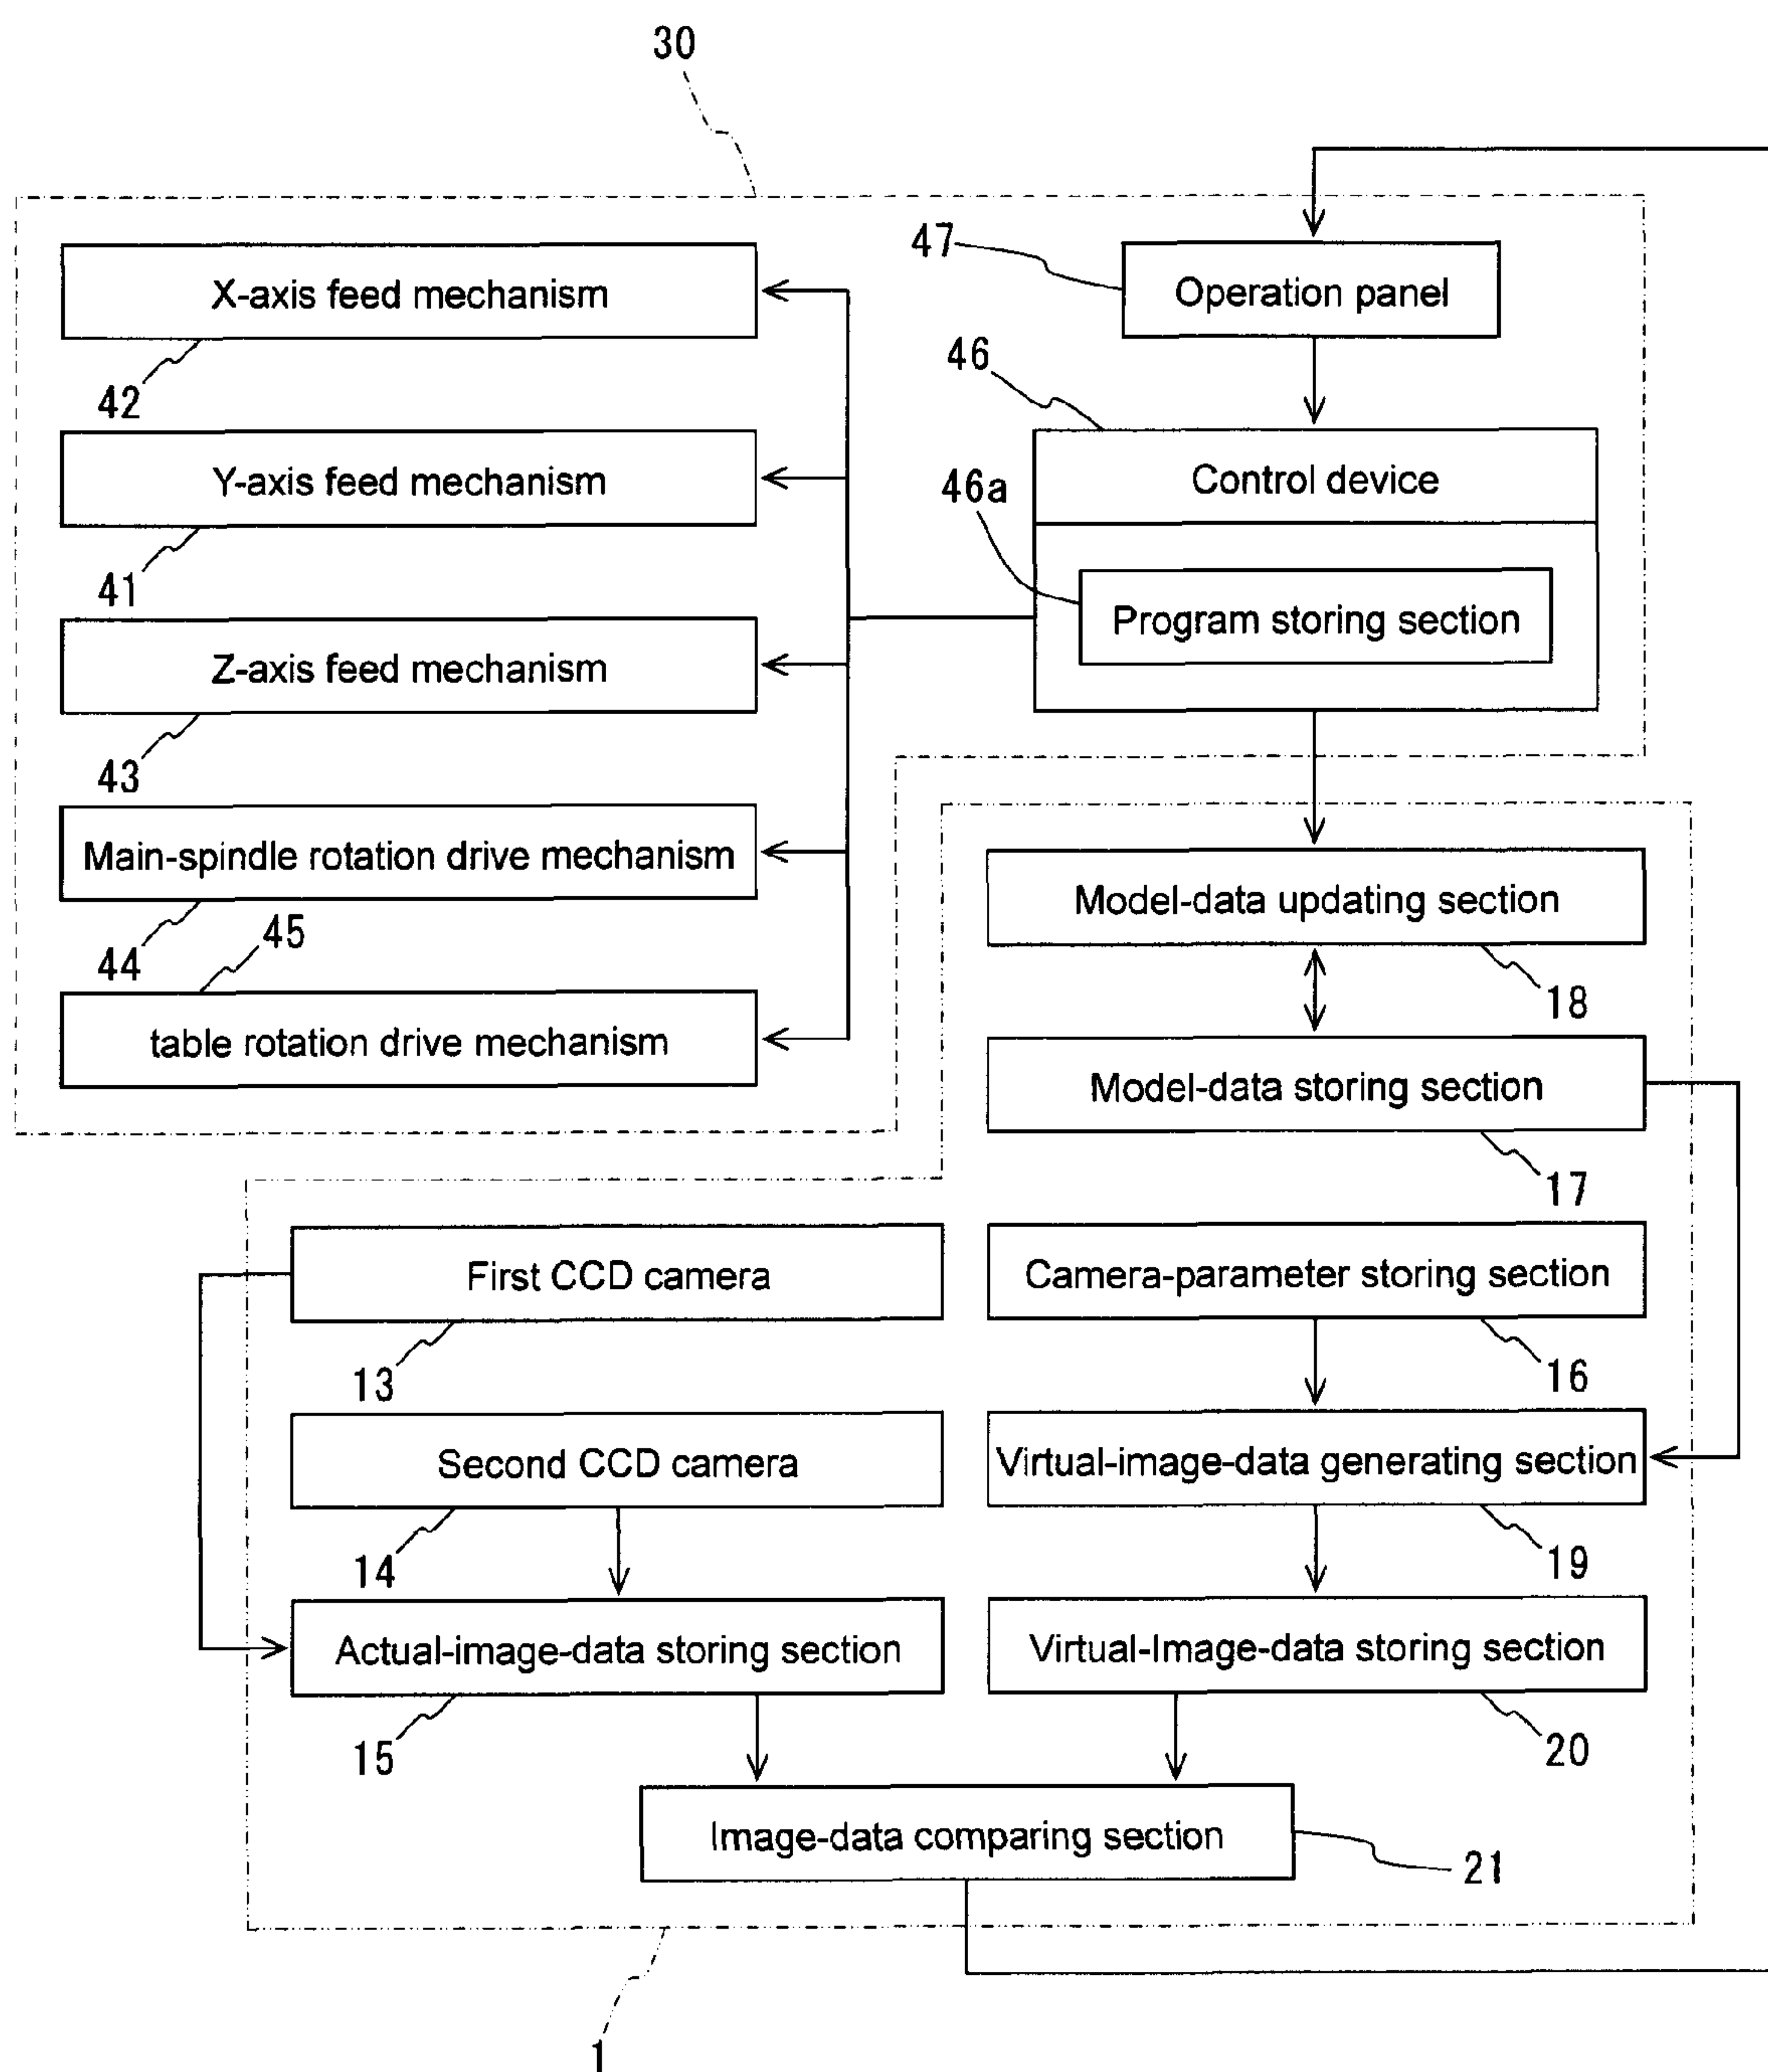 30
47
X-axis feed mechanism
Operation panel
46
42
Y-axis feed mechanism
Control device
46a
41
Program storing section
Z-axis feed mechanism
43
Main-spindle rotation drive mechanism
Model-data updating section
44
45
18
table rotation drive mechanism
Model-data storing section
17
First CCD camera
Camera-parameter storing section
13
16
Second CCD camera
Virtual-image-data generating section
14
19
Actual-image-data storing section
Virtual-Image-data storing section
15
20
Image-data comparing section
21
1